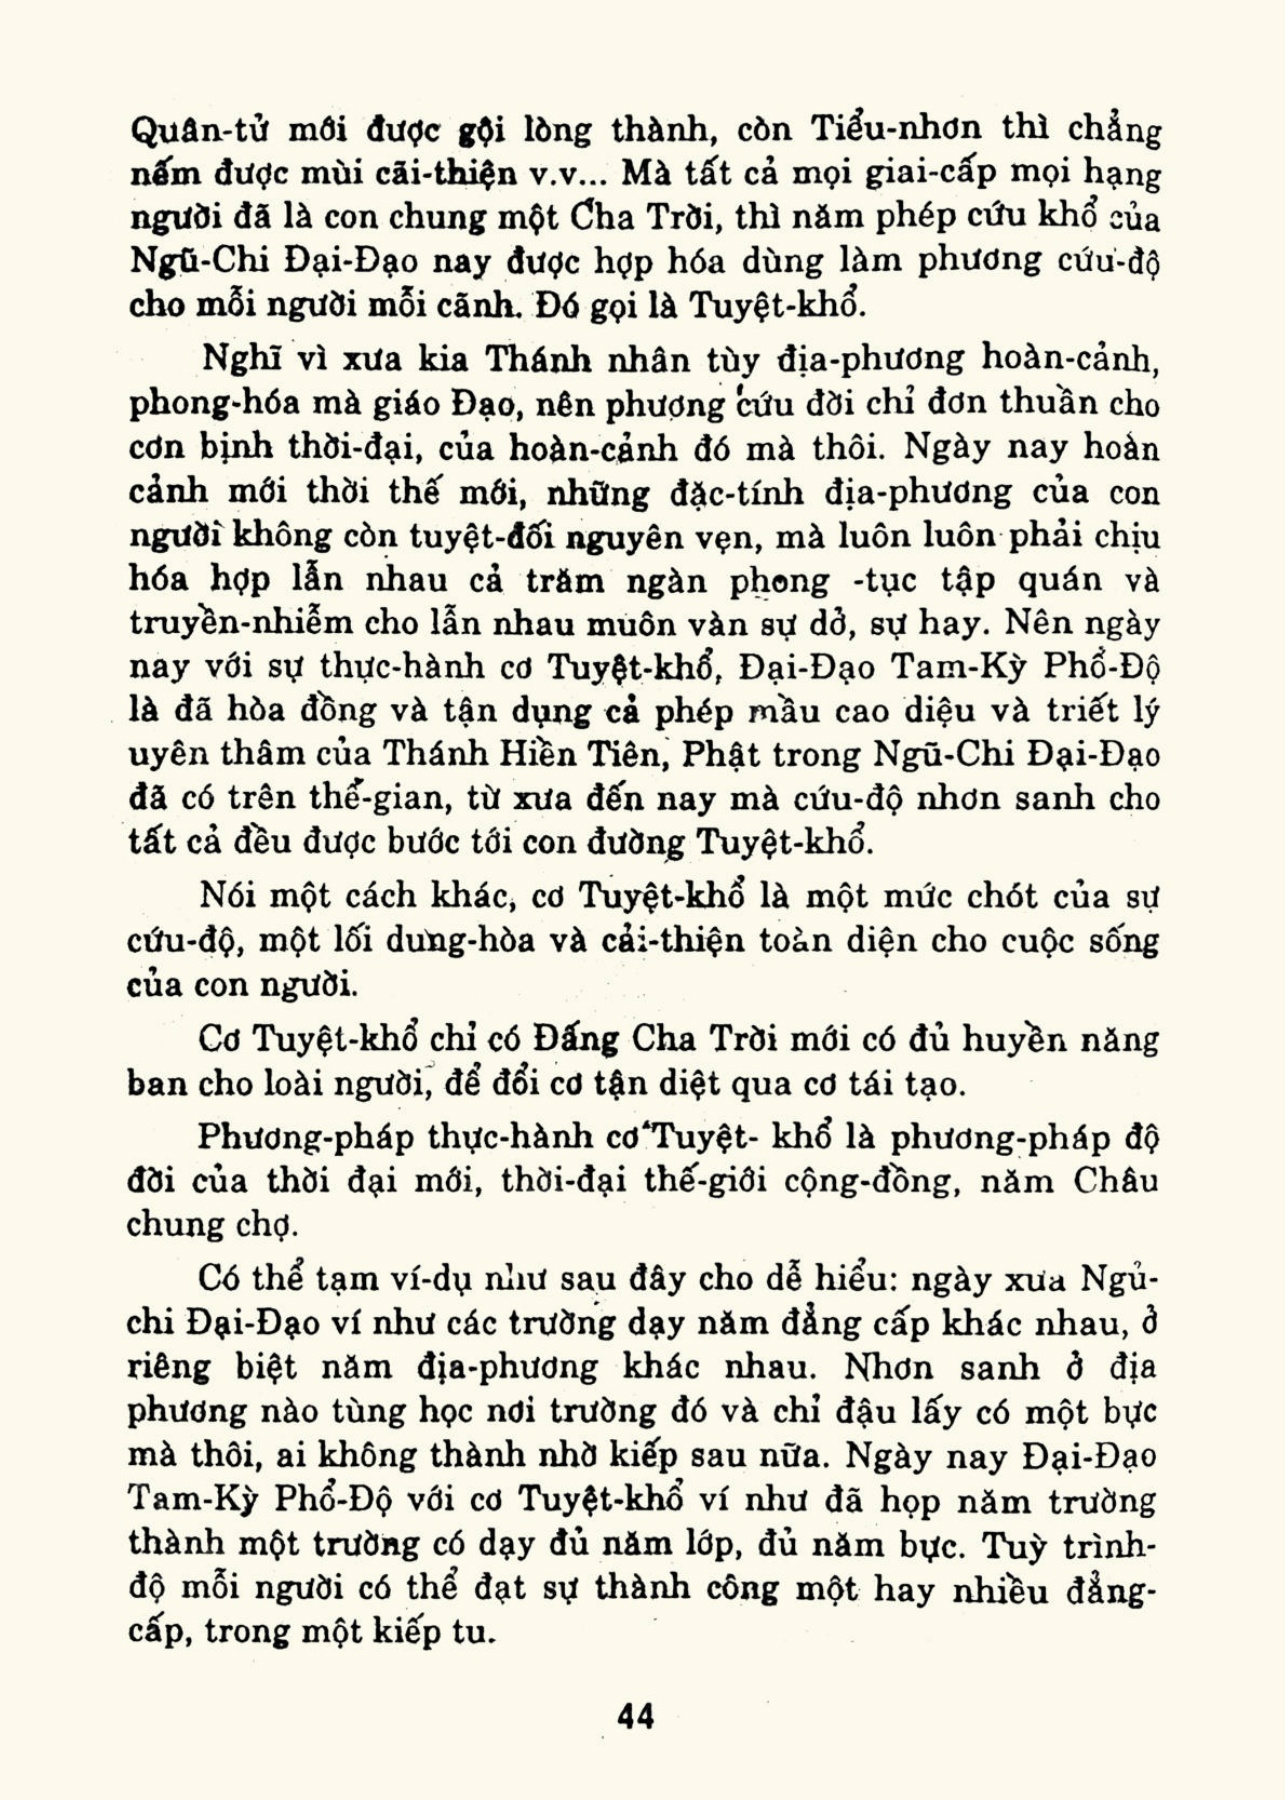 Quân-tử mới được gội lòng thành, còn Tiểu-nhơn thì chẳng
nếm được mùi cãi-thiện v.v... Mà tất cả mọi giai-cấp mọi hạng
người đã là con chung một Cha Trời, thì năm phép cứu khổ của
Ngũ-Chi Đại-Đạo nay được hợp hóa dùng làm phương cứu-độ
cho mỗi người mỗi cãnh. Đó gọi là Tuyệt-khổ.
Nghĩ vì xưa kia Thánh nhân tùy địa-phương hoàn-cảnh,
phong-hóa mà giáo Đạo, nên phương cứu đời chỉ đơn thuần cho
cơn bịnh thời-đại, của hoàn-cảnh đó mà thôi. Ngày nay hoàn
cảnh mới thời thế mới, những đặc-tính địa-phương của con
người không còn tuyệt-đối nguyên vẹn, mà luôn luôn phải chịu
hóa hợp lẫn nhau cả trăm ngàn phong -tục tập quán và
truyền-nhiễm cho lẫn nhau muôn vàn sự dở, sự hay. Nên ngày
nay với sự thực-hành cơ Tuyệt-khổ, Đại-Đạo Tam-Kỳ Phổ-Độ
là đã hòa đồng và tận dụng cả phép mầu cao diệu và triết lý
uyên thâm của Thánh Hiền Tiên, Phật trong Ngũ-Chi Đại-Đạo
đã có trên thế-gian, từ xưa đến nay mà cứu-độ nhơn sanh cho
tất cả đều được bước tới con đường Tuyệt-khổ.
Nói một cách khác, cơ Tuyệt-khổ là một mức chót của sự
cứu-độ, một lối dung-hòa và cải-thiện toàn diện cho cuộc sống
của con người.
Cơ Tuyệt-khổ chỉ có Đấng Cha Trời mới có đủ huyền năng
ban cho loài người, để đổi cơ tận diệt qua cơ tái tạo.
Phương-pháp thực-hành cơ Tuyệt- khổ là phương-pháp độ
đời của thời đại mới, thời-đại thế-giới cộng-đồng, năm Châu
chung chợ.
Có thể tạm ví-dụ như sau đây cho dễ hiểu: ngày xưa Ngủ-
chi Đại-Đạo ví như các trường dạy năm đẳng cấp khác nhau, ở
riêng biệt năm địa-phương khác nhau. Nhơn sanh ở địa
phương nào tùng học nơi trường đó và chỉ đậu lấy có một bực
mà thôi, ai không thành nhờ kiếp sau nữa. Ngày nay Đại-Đạo
Tam-Kỳ Phổ-Độ với cơ Tuyệt-khổ ví như đã họp năm trường
thành một trường có dạy đủ năm lớp, đủ năm bực. Tuỳ trình-
độ mỗi người có thể đạt sự thành công một hay nhiều đẳng-
cấp, trong một kiếp tu.
44